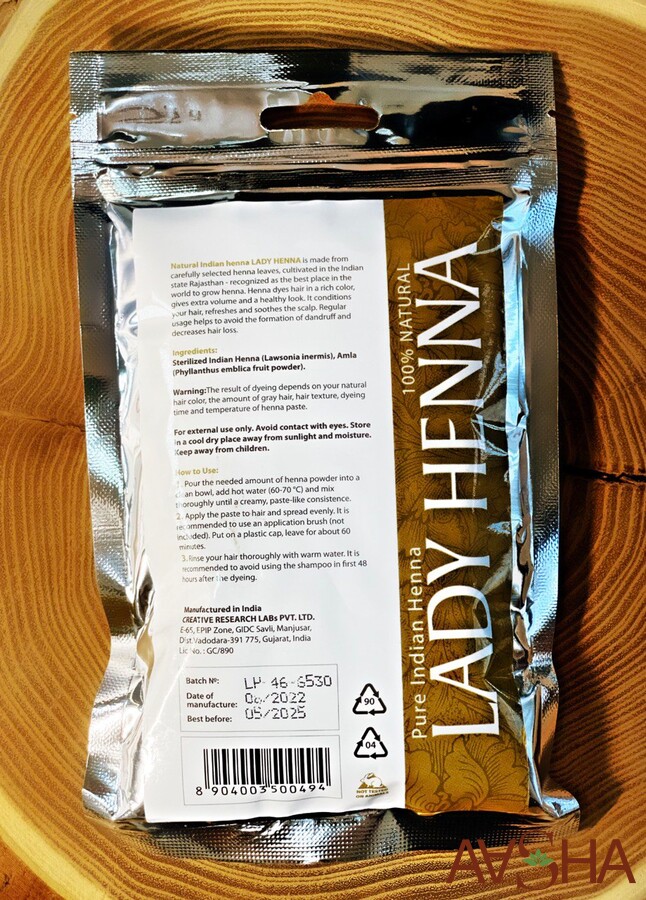 Natural Indian henna LADY HENNA is made from
carefully selected henna leaves, cultivated in the Indian
state Rajasthan - recognized as the best place in the
world to grow henna. Henna dyes hair in a rich color,
gives extra volume and a healthy look. It conditions
your hair, refreshes and soothes the scalp. Regular
usage helps to avoid the formation of dandruff and
decreases hair loss.
Ingredients:
Sterilized Indian Henna (Lawsonia inermis), Amla
(Phyllanthus emblica fruit powder).
Warning:The result of dyeing depends on your natural
hair color, the amount of gray hair, hair texture, dyeing
time and temperature of henna paste.
For external use only. Avoid contact with eyes. Store
in a cool dry place away from sunlight and moisture.
Keep away from children.
How to Use:
1. Pour the needed amount of henna powder into a
clean bowl, add hot water (60-70 °C) and mix
thoroughly until a creamy, paste-like consistence.
2. Apply the paste to hair and spread evenly. It is
recommended to use an application brush (not
included). Put on a plastic cap, leave for about 60
minutes.
3. Rinse your hair thoroughly with warm water. It is
recommended to avoid using the shampoo in first 48
hours after the dyeing.
Manufactured in India
CREATIVE RESEARCH LABs PVT. LTD.
E-65, EPIP Zone, GIDC Savli, Manjusar,
Dist.Vadodara-391 775, Gujarat, India
Lic No. : GC/890
Batch №: LH- 46-6530
Date of
manufacture: 06/2022
Best before: 05/2025
8 904003 500494
90
04
NOT TESTED
ON ANIMALS
100% NATURAL
LADY HENNA
Pure Indian Henna
AASHA